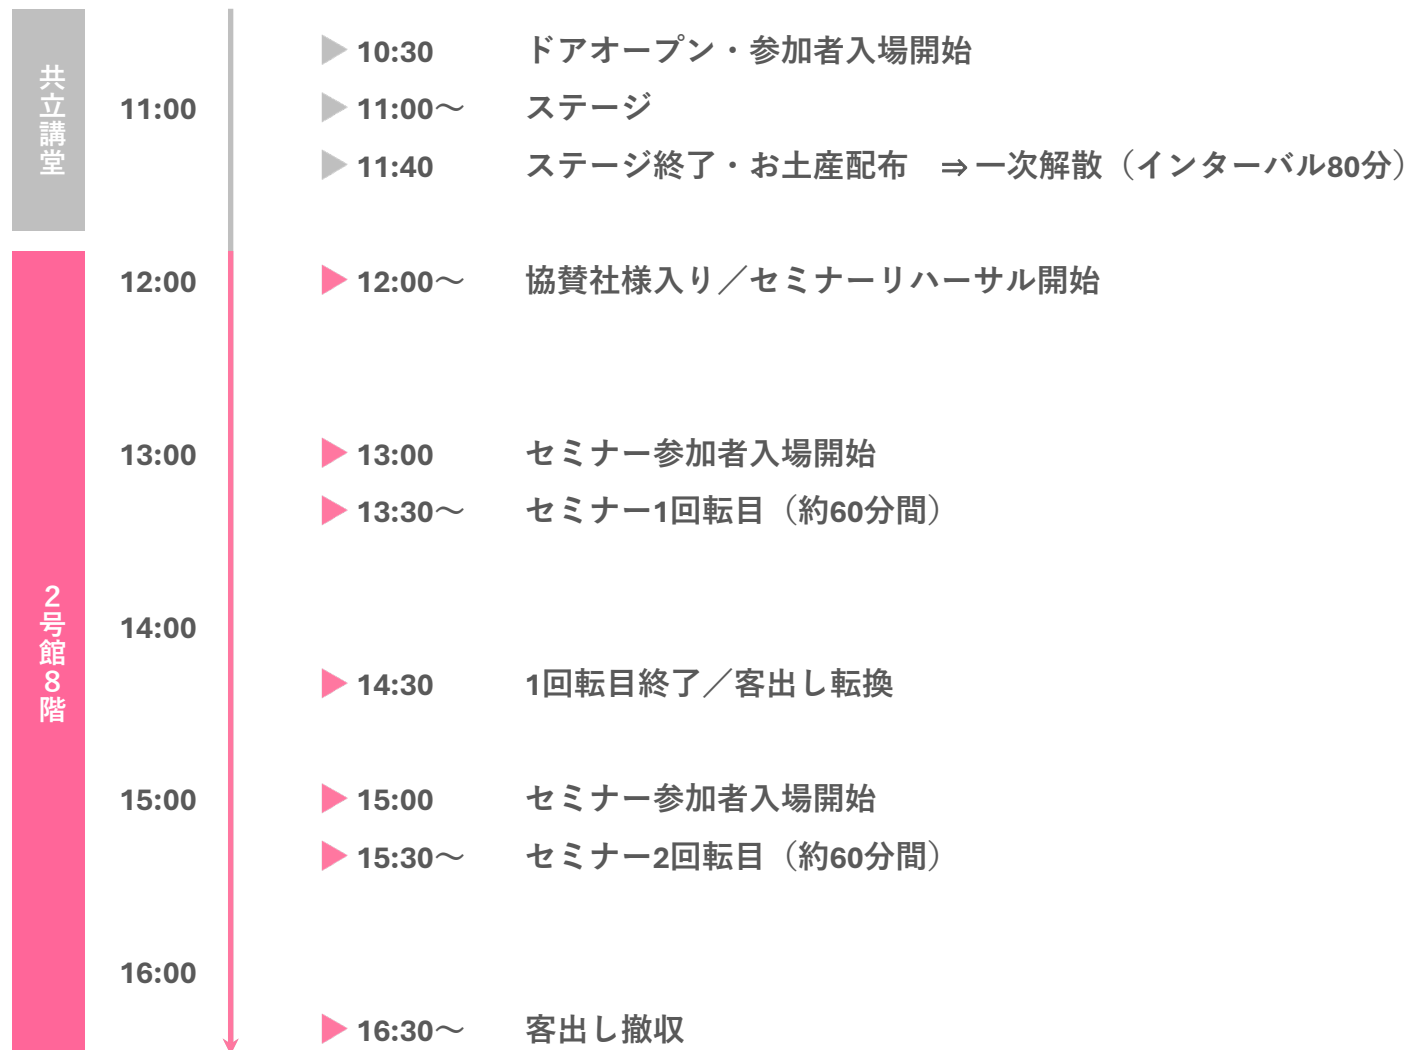 共立講堂
10:30 ドアオープン・参加者入場開始
11:00 11:00～ ステージ
11:40 ステージ終了・お土産配布 ⇒ 一次解散（インターバル80分）
2号館8階
12:00 12:00～ 協賛社様入り／セミナーリハーサル開始
13:00 13:00 セミナー参加者入場開始
13:30～ セミナー1回転目（約60分間）
14:00
14:30 1回転目終了／客出し転換
15:00 15:00 セミナー参加者入場開始
15:30～ セミナー2回転目（約60分間）
16:00
16:30～ 客出し撤収